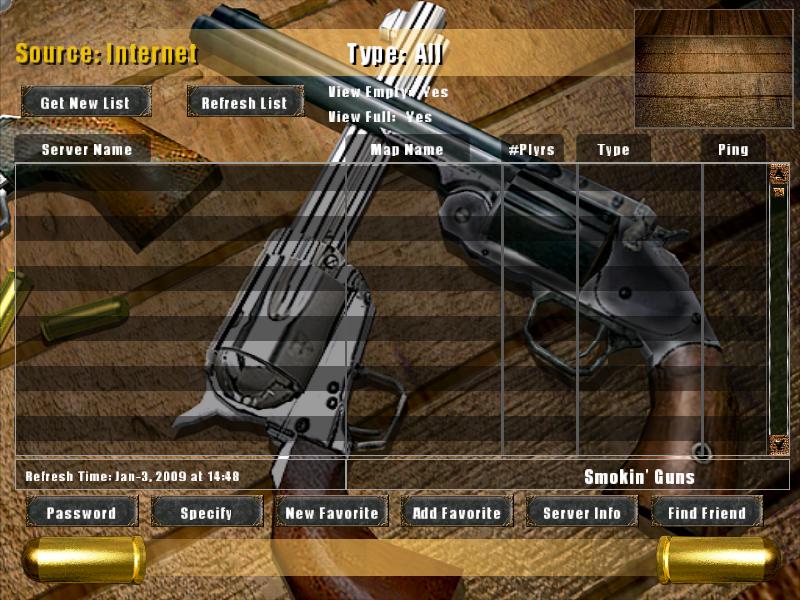 Source: Internet
Type: All
View Empty: Yes
Get New List
Refresh List
View Full: Yes
Server Name
Map Name
#Plyrs
Type
Ping
Refresh Time: Jan-3, 2009 at 14:48
Smokin' Guns
Password
Specify
New Favorite
Add Favorite
Server Info
Find Friend